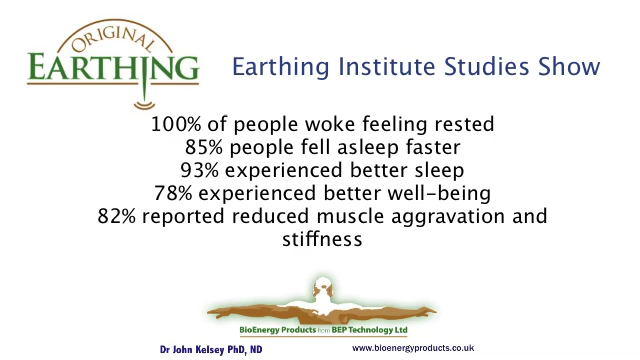 ORIGINAL
EARTHING
Earthing Institute Studies Show
100% of people woke feeling rested
85% people fell asleep faster
93% experienced better sleep
78% experienced better well-being
82% reported reduced muscle aggravation and
stiffness
BioEnergy Products from BEP Technology Ltd
Dr John Kelsey PhD, ND
www.bioenergyproducts.co.uk